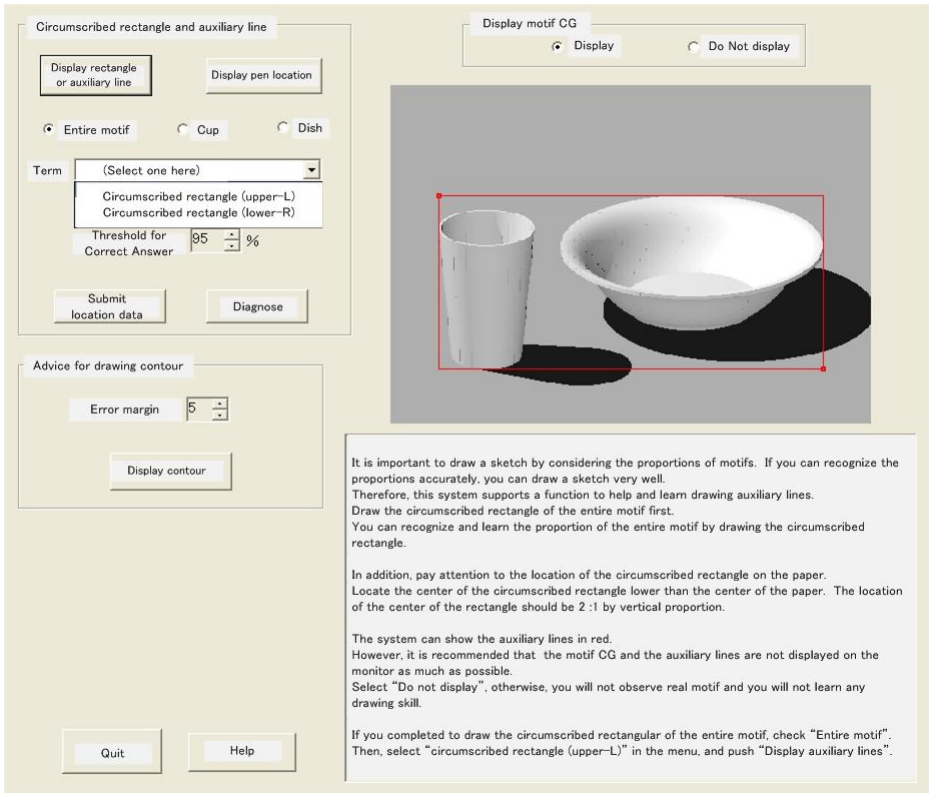 Circumscribed rectangle and auxiliary line
Display rectangle
or auxiliary line
Display pen location
Entire motif
Cup
Dish
Term
(Select one here)
Circumscribed rectangle (upper-L)
Circumscribed rectangle (lower-R)
Threshold for
Correct Answer
95
%
Submit
location data
Diagnose
Advice for drawing contour
Error margin
5
Display contour
Quit
Help
Display motif CG
Display
Do Not display
It is important to draw a sketch by considering the proportions of motifs. If you can recognize the
proportions accurately, you can draw a sketch very well.
Therefore, this system supports a function to help and learn drawing auxiliary lines.
Draw the circumscribed rectangle of the entire motif first.
You can recognize and learn the proportion of the entire motif by drawing the circumscribed
rectangle.
In addition, pay attention to the location of the circumscribed rectangle on the paper.
Locate the center of the circumscribed rectangle lower than the center of the paper. The location
of the center of the rectangle should be 2 :1 by vertical proportion.
The system can show the auxiliary lines in red.
However, it is recommended that the motif CG and the auxiliary lines are not displayed on the
monitor as much as possible.
Select “Do not display”, otherwise, you will not observe real motif and you will not learn any
drawing skill.
If you completed to draw the circumscribed rectangular of the entire motif, check “Entire motif”.
Then, select “circumscribed rectangle (upper-L)” in the menu, and push “Display auxiliary lines”.